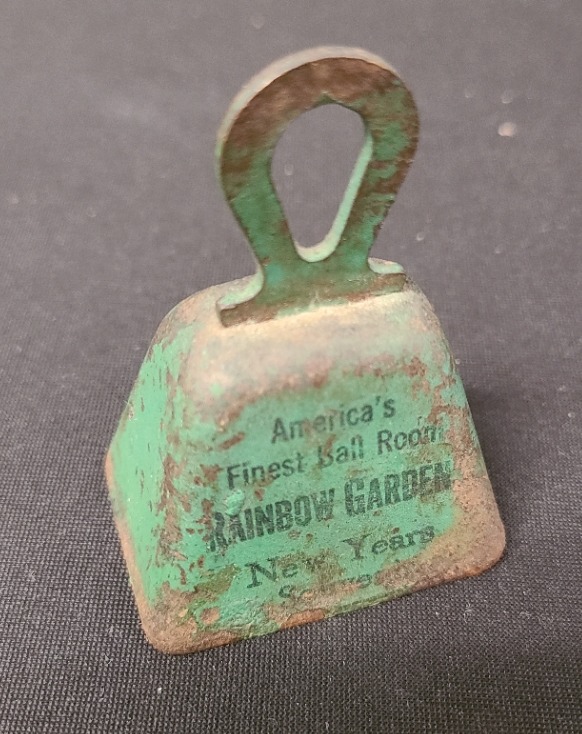 America's
Finest Ball Room
RAINBOW GARDEN
New Years